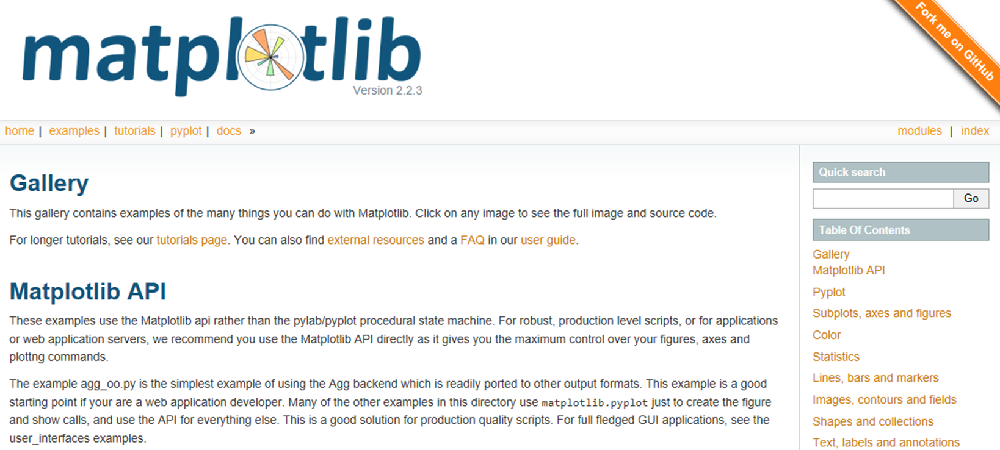 matplotlib
Version 2.2.3
Fork me on GitHub
home | examples | tutorials | pyplot | docs »
modules | index
Gallery
This gallery contains examples of the many things you can do with Matplotlib. Click on any image to see the full image and source code.
For longer tutorials, see our tutorials page. You can also find external resources and a FAQ in our user guide.
Matplotlib API
These examples use the Matplotlib api rather than the pylab/pyplot procedural state machine. For robust, production level scripts, or for applications
or web application servers, we recommend you use the Matplotlib API directly as it gives you the maximum control over your figures, axes and
plottng commands.
The example agg_oo.py is the simplest example of using the Agg backend which is readily ported to other output formats. This example is a good
starting point if your are a web application developer. Many of the other examples in this directory use matplotlib.pyplot just to create the figure
and show calls, and use the API for everything else. This is a good solution for production quality scripts. For full fledged GUI applications, see the
user_interfaces examples.
Quick search
Go
Table Of Contents
Gallery
Matplotlib API
Pyplot
Subplots, axes and figures
Color
Statistics
Lines, bars and markers
Images, contours and fields
Shapes and collections
Text, labels and annotations